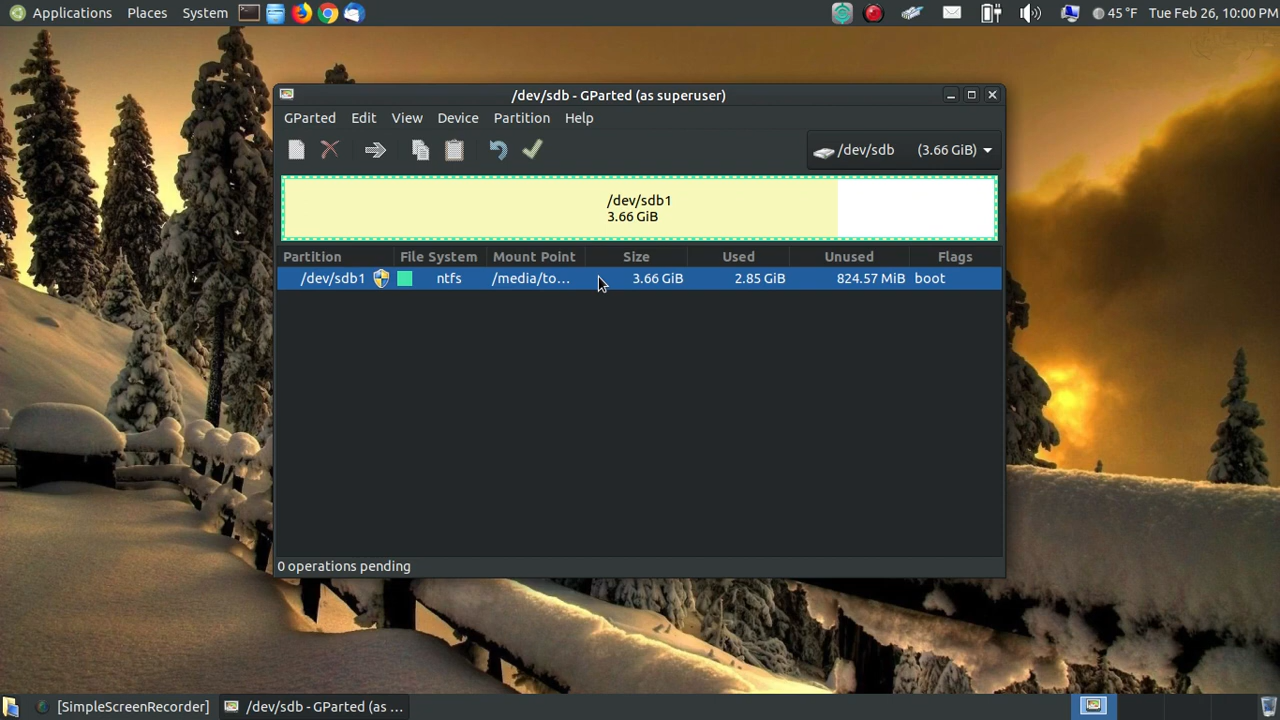 Applications Places System 45 °F Tue Feb 26, 10:00 PM
/dev/sdb - GParted (as superuser)
GParted Edit View Device Partition Help
/dev/sdb (3.66 GiB)
/dev/sdb1
3.66 GiB
Partition File System Mount Point Size Used Unused Flags
/dev/sdb1 ntfs /media/to... 3.66 GiB 2.85 GiB 824.57 MiB boot
0 operations pending
[SimpleScreenRecorder] /dev/sdb - GParted (as ...